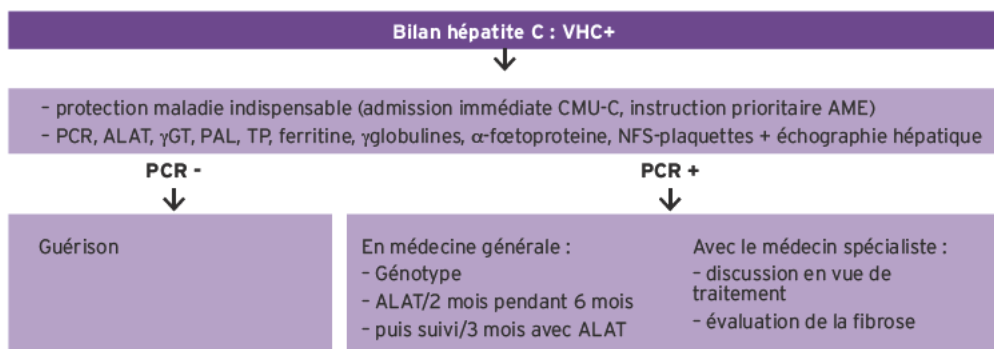 Bilan hépatite C : VHC+
– protection maladie indispensable (admission immédiate CMU-C, instruction prioritaire AME)
– PCR, ALAT, γGT, PAL, TP, ferritine, γglobulines, α-fœtoproteine, NFS-plaquettes + échographie hépatique
PCR -
PCR +
Guérison
En médecine générale :
– Génotype
– ALAT/2 mois pendant 6 mois
– puis suivi/3 mois avec ALAT
Avec le médecin spécialiste :
– discussion en vue de
traitement
– évaluation de la fibrose